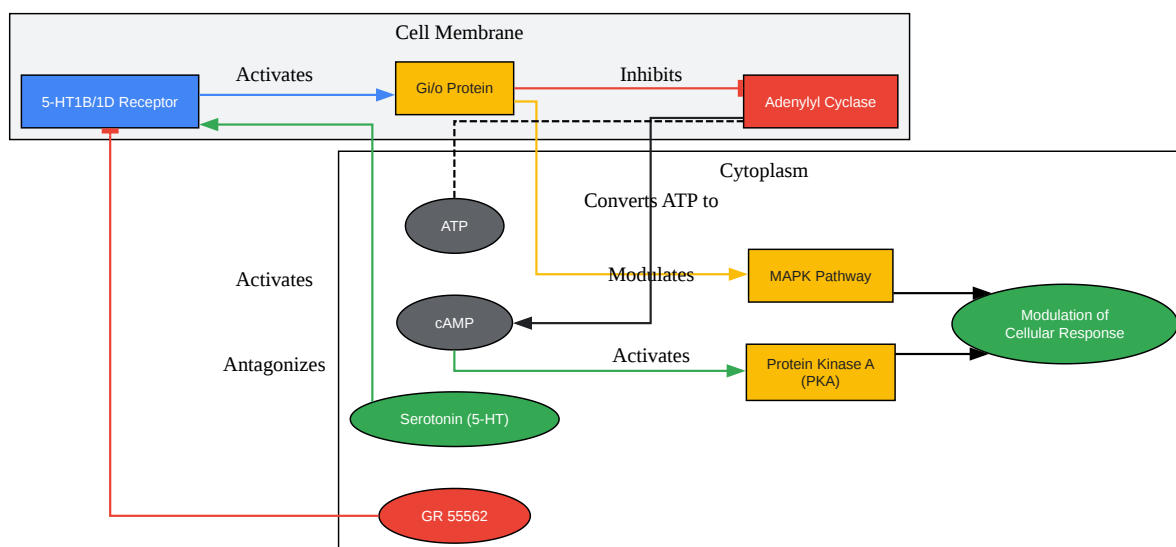 Cell Membrane
5-HT1B/1D Receptor
Activates
Gi/o Protein
Inhibits
Adenylyl Cyclase
Cytoplasm
Converts ATP to
ATP
Activates
Modulates
MAPK Pathway
cAMP
Modulation of
Cellular Response
Antagonizes
Activates
Protein Kinase A
(PKA)
Serotonin (5-HT)
GR 55562